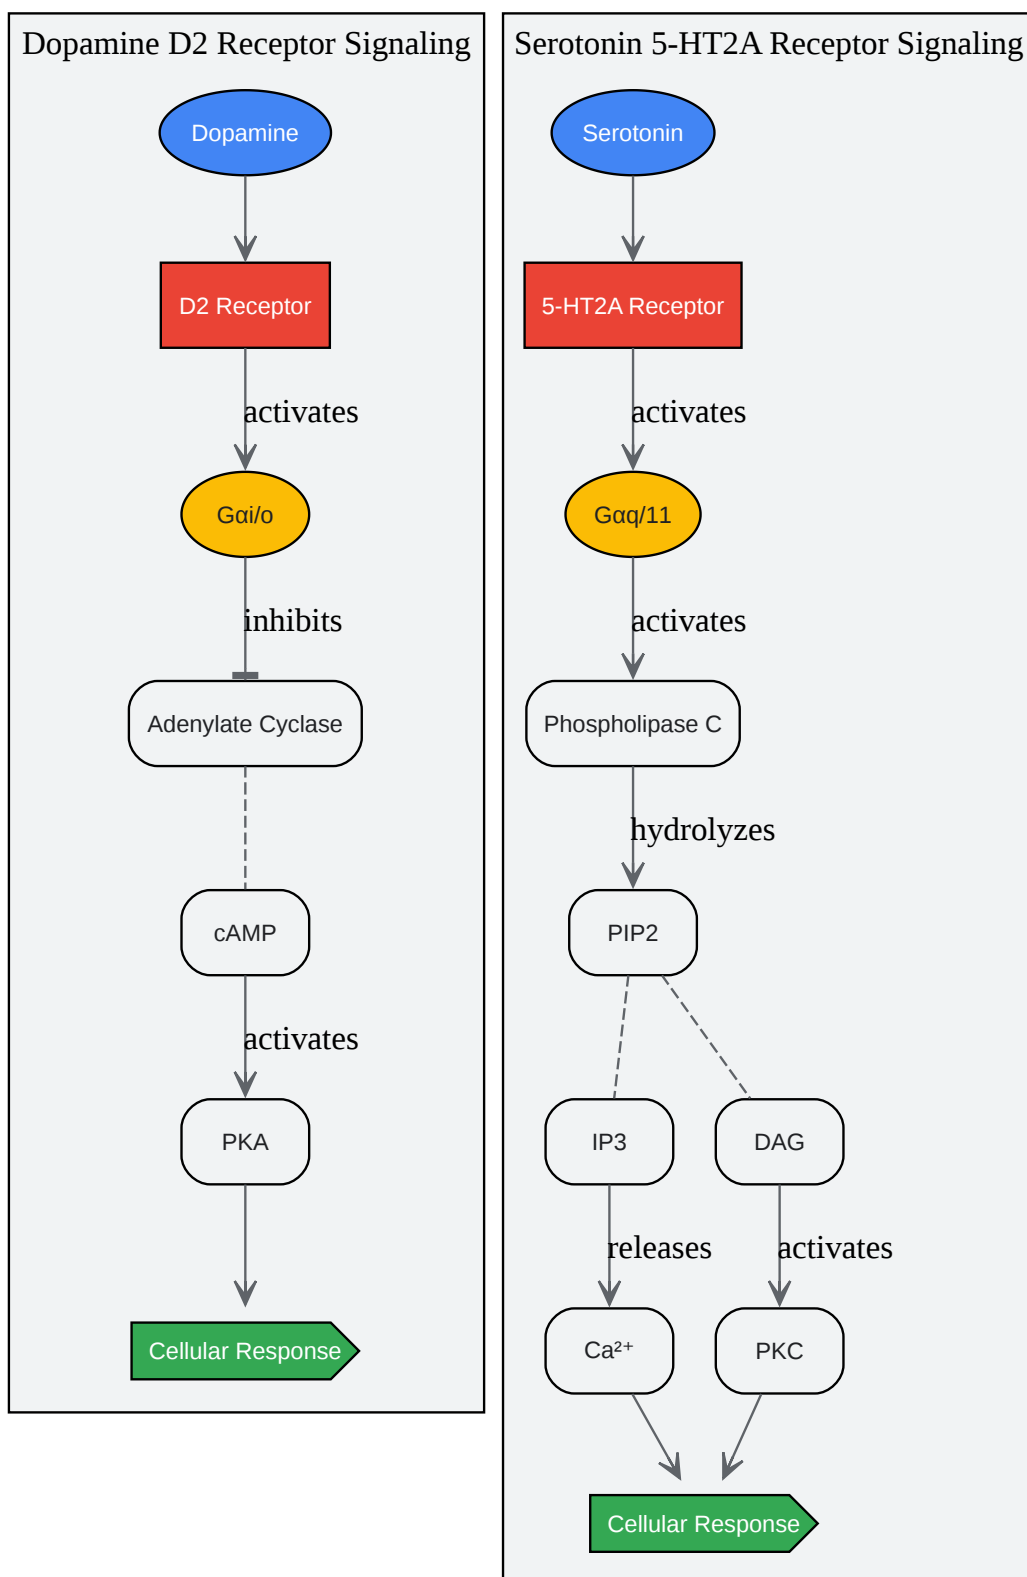 Dopamine D2 Receptor Signaling
Dopamine
D2 Receptor
activates
Gαi/o
inhibits
Adenylate Cyclase
cAMP
activates
PKA
Cellular Response
Serotonin 5-HT2A Receptor Signaling
Serotonin
5-HT2A Receptor
activates
Gαq/11
activates
Phospholipase C
hydrolyzes
PIP2
IP3
DAG
releases
activates
Ca²⁺
PKC
Cellular Response